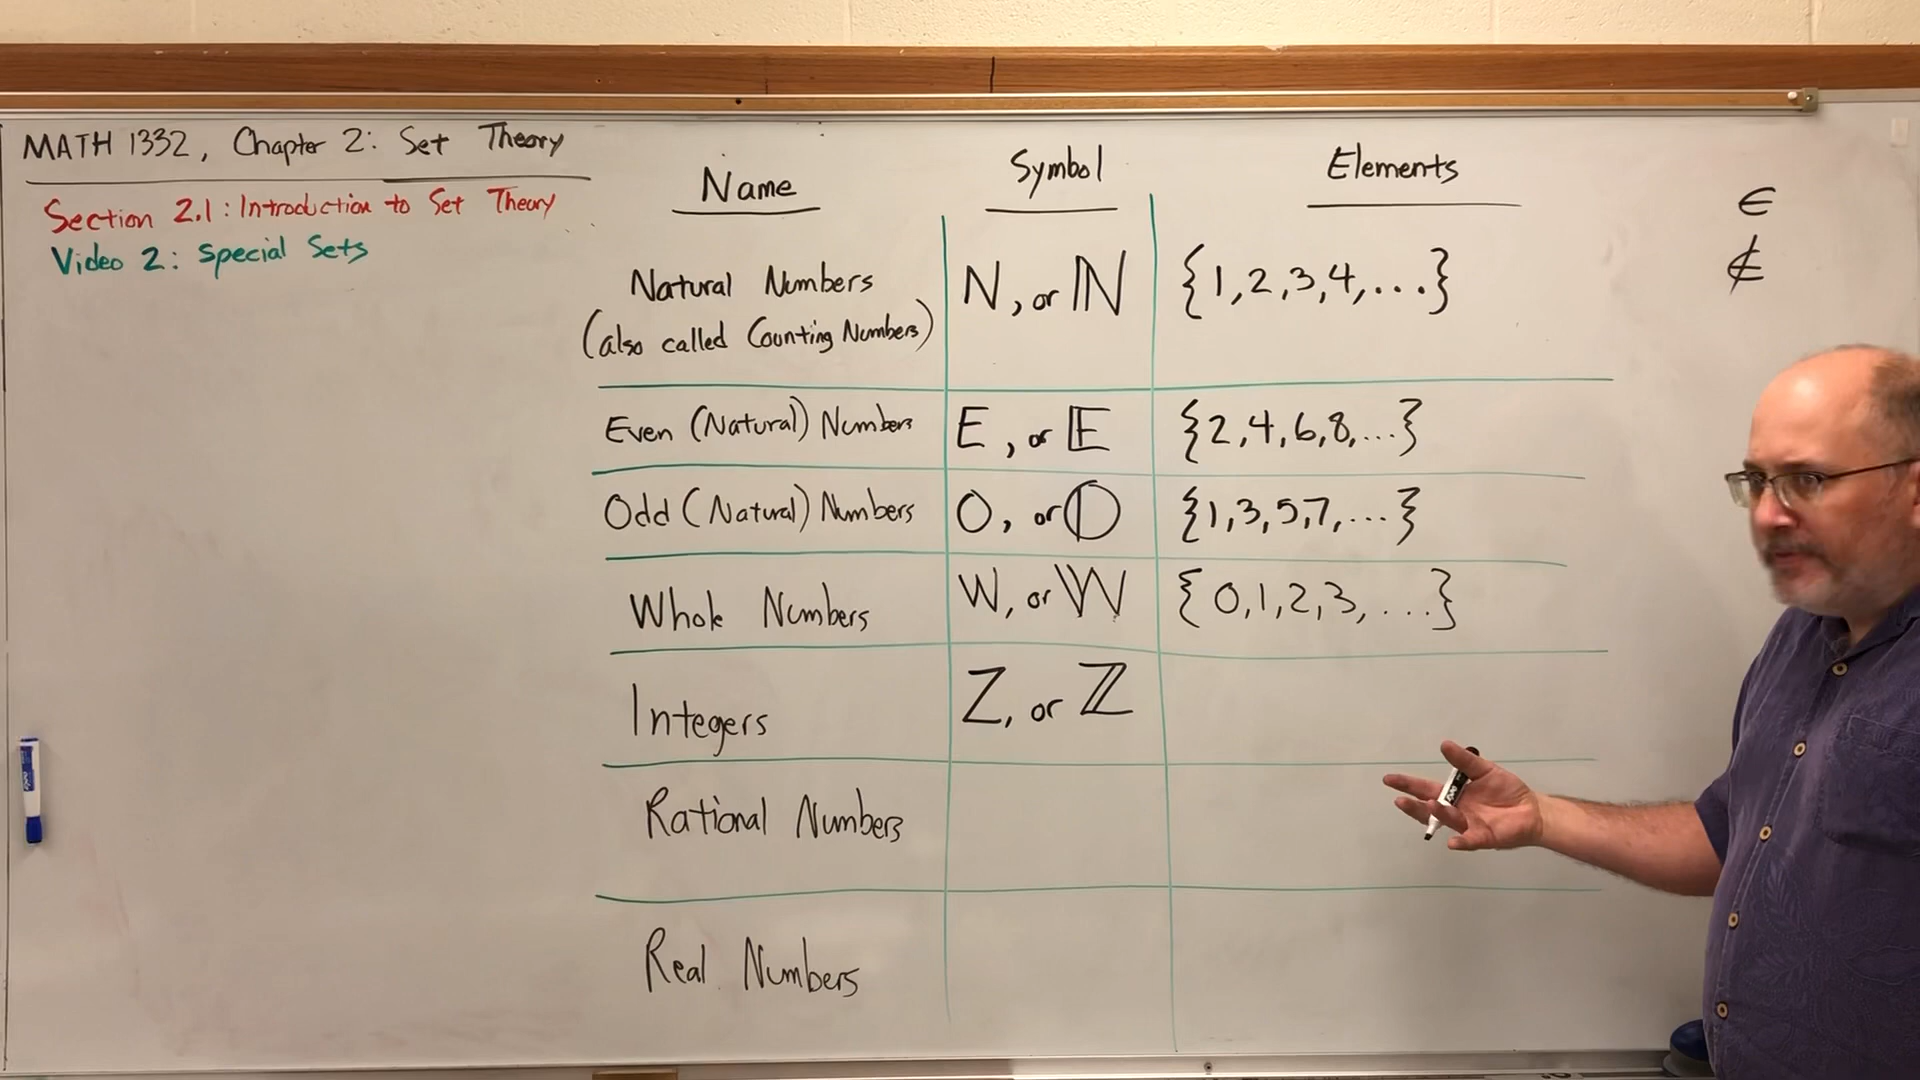 MATH 1332, Chapter 2: Set Theory
Section 2.1: Introduction to Set Theory
Video 2: Special Sets
Name Symbol Elements
Natural Numbers N, or ℕ {1,2,3,4,...}
(also called Counting Numbers)
Even (Natural) Numbers E, or 𝔼 {2,4,6,8,...}
Odd (Natural) Numbers O, or 𝕆 {1,3,5,7,...}
Whole Numbers W, or 𝕎 {0,1,2,3,...}
Integers Z, or ℤ
Rational Numbers
Real Numbers
∈
∉